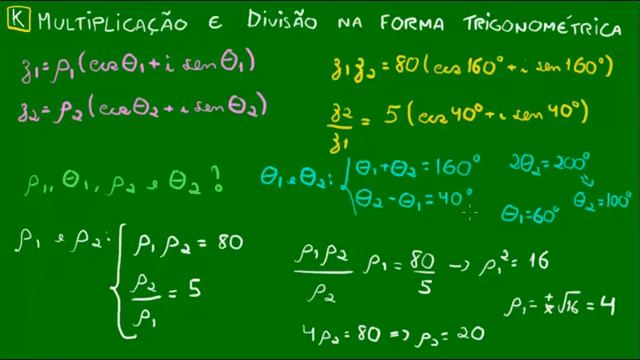 K MULTIPLICAÇÃO E DIVISÃO NA FORMA TRIGONOMÉTRICA
z₁ = ρ₁(cos θ₁ + i sen θ₁)
z₂ = ρ₂(cos θ₂ + i sen θ₂)
z₁z₂ = 80(cos 160° + i sen 160°)
z₂/z₁ = 5(cos 40° + i sen 40°)
ρ₁, θ₁, ρ₂ e θ₂?
θ₁ e θ₂: { θ₁ + θ₂ = 160°
θ₂ - θ₁ = 40°
2θ₂ = 200°
⇒ θ₂ = 100°
θ₁ = 60°
ρ₁ e ρ₂: { ρ₁ρ₂ = 80
ρ₂/ρ₁ = 5
ρ₁ρ₂/ρ₂ ρ₁ = 80/5 → ρ₁² = 16
ρ₁ = ±√16 = 4
4ρ₂ = 80 ⇒ ρ₂ = 20